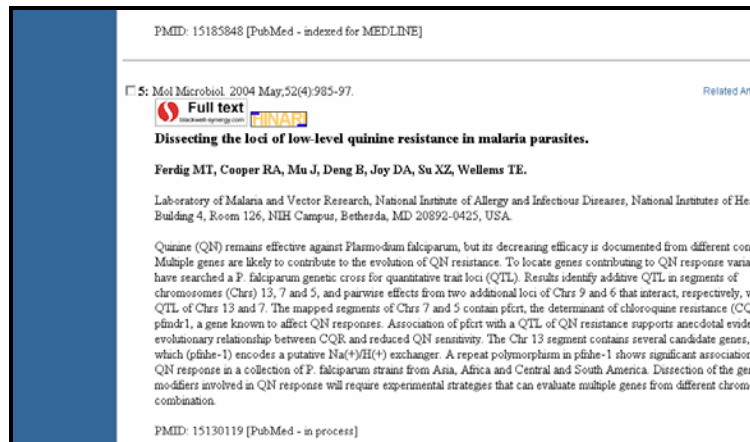 PMID: 15185848 [PubMed - indexed for MEDLINE]
5: Mol Microbiol. 2004 May;52(4):985-97.
Related Art
Full text
blackwell-synergy.com
HINARI
Dissecting the loci of low-level quinine resistance in malaria parasites.
Ferdig MT, Cooper RA, Mu J, Deng B, Joy DA, Su XZ, Wellems TE.
Laboratory of Malaria and Vector Research, National Institute of Allergy and Infectious Diseases, National Institutes of He
Building 4, Room 126, NIH Campus, Bethesda, MD 20892-0425, USA.
Quinine (QN) remains effective against Plasmodium falciparum, but its decreasing efficacy is documented from different con
Multiple genes are likely to contribute to the evolution of QN resistance. To locate genes contributing to QN response varia
have searched a P. falciparum genetic cross for quantitative trait loci (QTL). Results identify additive QTL in segments of
chromosomes (Chrs) 13, 7 and 5, and pairwise effects from two additional loci of Chrs 9 and 6 that interact, respectively, w
QTL of Chrs 13 and 7. The mapped segments of Chrs 7 and 5 contain pfcrt, the determinant of chloroquine resistance (CQ
pfmdr1, a gene known to affect QN responses. Association of pfcrt with a QTL of QN resistance supports anecdotal evide
evolutionary relationship between CQR and reduced QN sensitivity. The Chr 13 segment contains several candidate genes,
which (pfnhe-1) encodes a putative Na(+)/H(+) exchanger. A repeat polymorphism in pfnhe-1 shows significant association
QN response in a collection of P. falciparum strains from Asia, Africa and Central and South America. Dissection of the ge
modifiers involved in QN response will require experimental strategies that can evaluate multiple genes from different chrom
combination.
PMID: 15130119 [PubMed - in process]